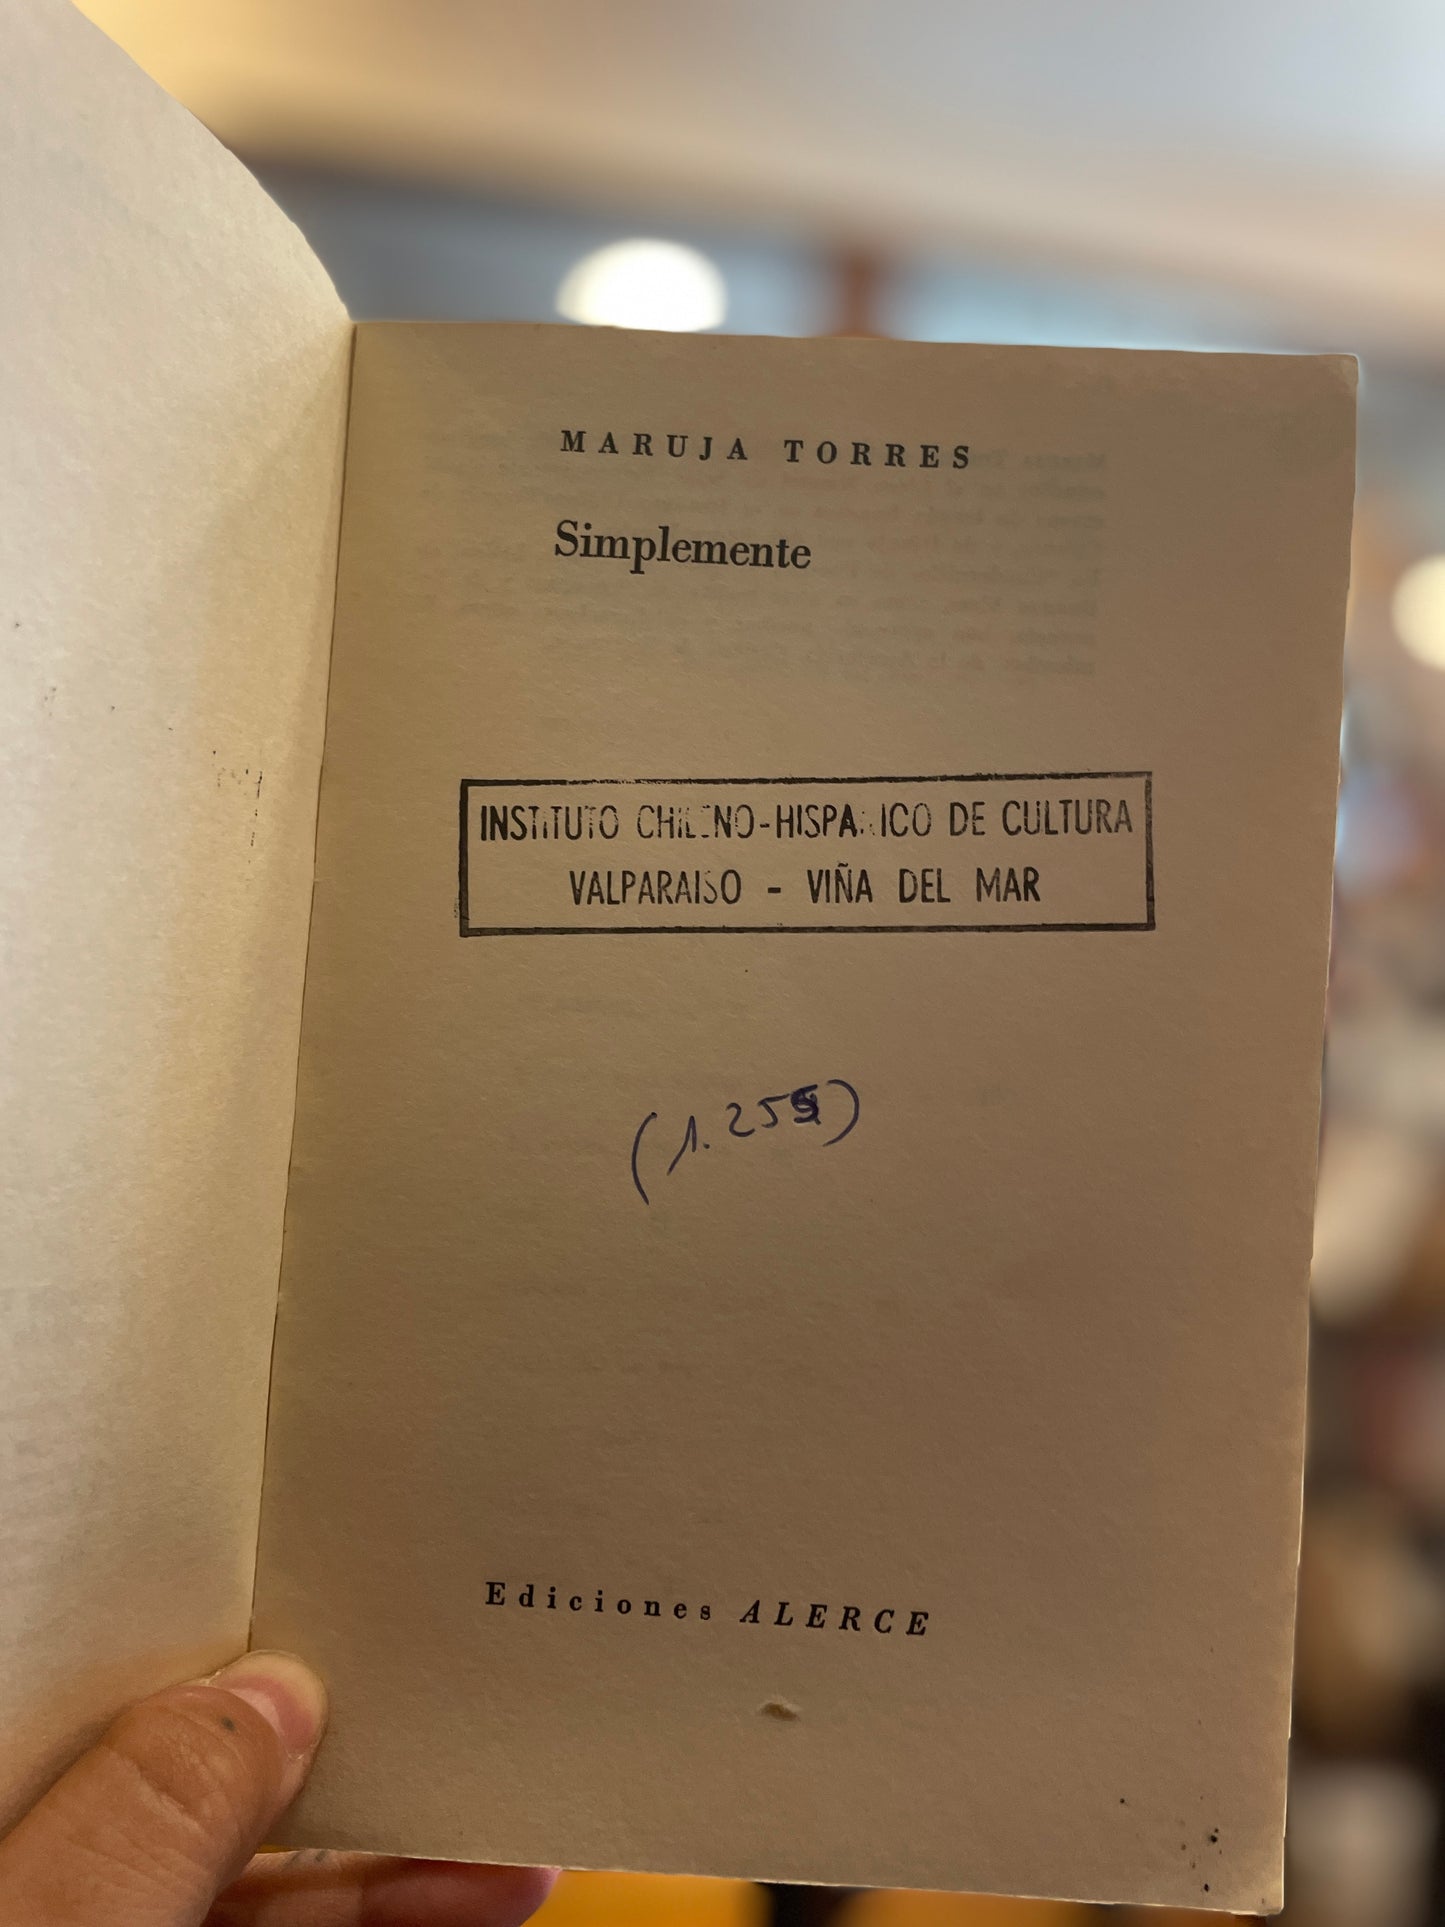 MARUJA TORRES
Simplemente
INSTITUTO CHILENO-HISPANICO DE CULTURA
VALPARAISO - VIÑA DEL MAR
(1.255)
Ediciones ALERCE